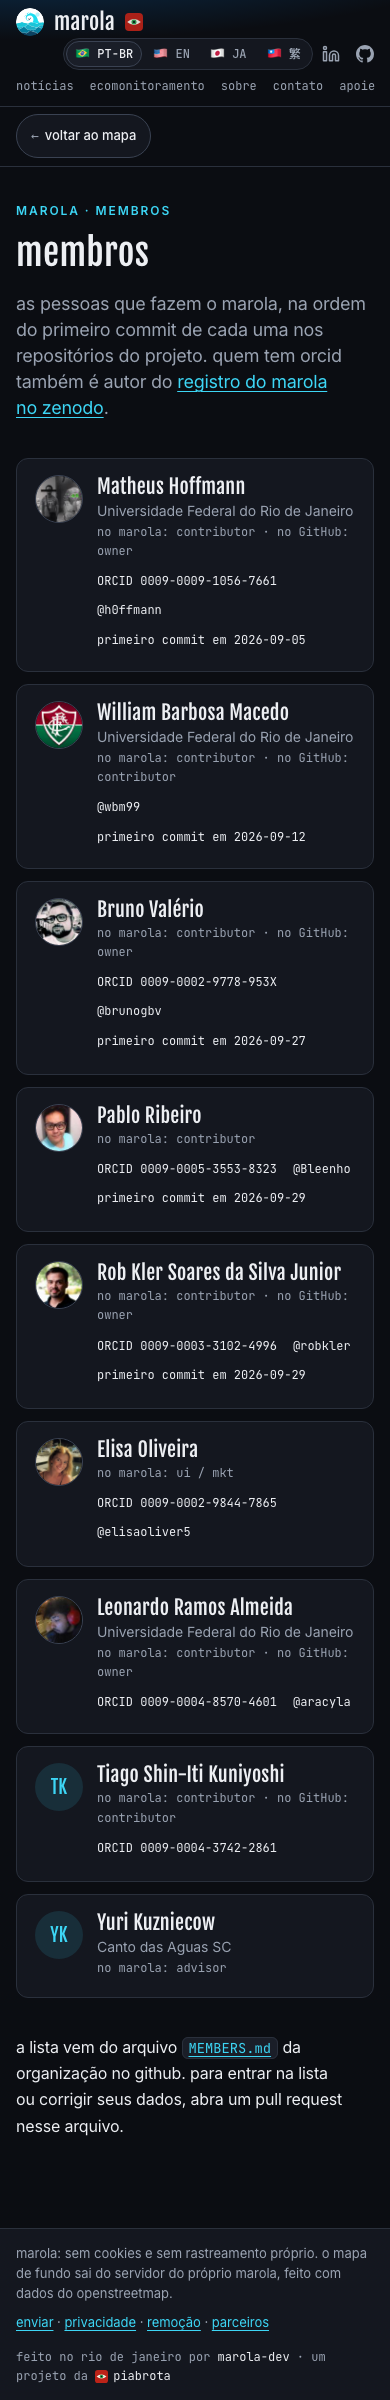 marola
PT-BR EN JA 繁
notícias ecomonitoramento sobre contato apoie
← voltar ao mapa
MAROLA · MEMBROS
membros
as pessoas que fazem o marola, na ordem
do primeiro commit de cada uma nos
repositórios do projeto. quem tem orcid
também é autor do registro do marola
no zenodo.
Matheus Hoffmann
Universidade Federal do Rio de Janeiro
no marola: contributor · no GitHub:
owner
ORCID 0009-0009-1056-7661
@h0ffmann
primeiro commit em 2026-09-05
William Barbosa Macedo
Universidade Federal do Rio de Janeiro
no marola: contributor · no GitHub:
contributor
@wbm99
primeiro commit em 2026-09-12
Bruno Valério
no marola: contributor · no GitHub:
owner
ORCID 0009-0002-9778-953X
@brunogbv
primeiro commit em 2026-09-27
Pablo Ribeiro
no marola: contributor
ORCID 0009-0005-3553-8323 @Bleenho
primeiro commit em 2026-09-29
Rob Kler Soares da Silva Junior
no marola: contributor · no GitHub:
owner
ORCID 0009-0003-3102-4996 @robkler
primeiro commit em 2026-09-29
Elisa Oliveira
no marola: ui / mkt
ORCID 0009-0002-9844-7865
@elisaoliver5
Leonardo Ramos Almeida
Universidade Federal do Rio de Janeiro
no marola: contributor · no GitHub:
owner
ORCID 0009-0004-8570-4601 @aracyla
TK
Tiago Shin-Iti Kuniyoshi
no marola: contributor · no GitHub:
contributor
ORCID 0009-0004-3742-2861
YK
Yuri Kuzniecow
Canto das Aguas SC
no marola: advisor
a lista vem do arquivo MEMBERS.md da
organização no github. para entrar na lista
ou corrigir seus dados, abra um pull request
nesse arquivo.
marola: sem cookies e sem rastreamento próprio. o mapa
de fundo sai do servidor do próprio marola, feito com
dados do openstreetmap.
enviar · privacidade · remoção · parceiros
feito no rio de janeiro por marola-dev · um
projeto da piabrota